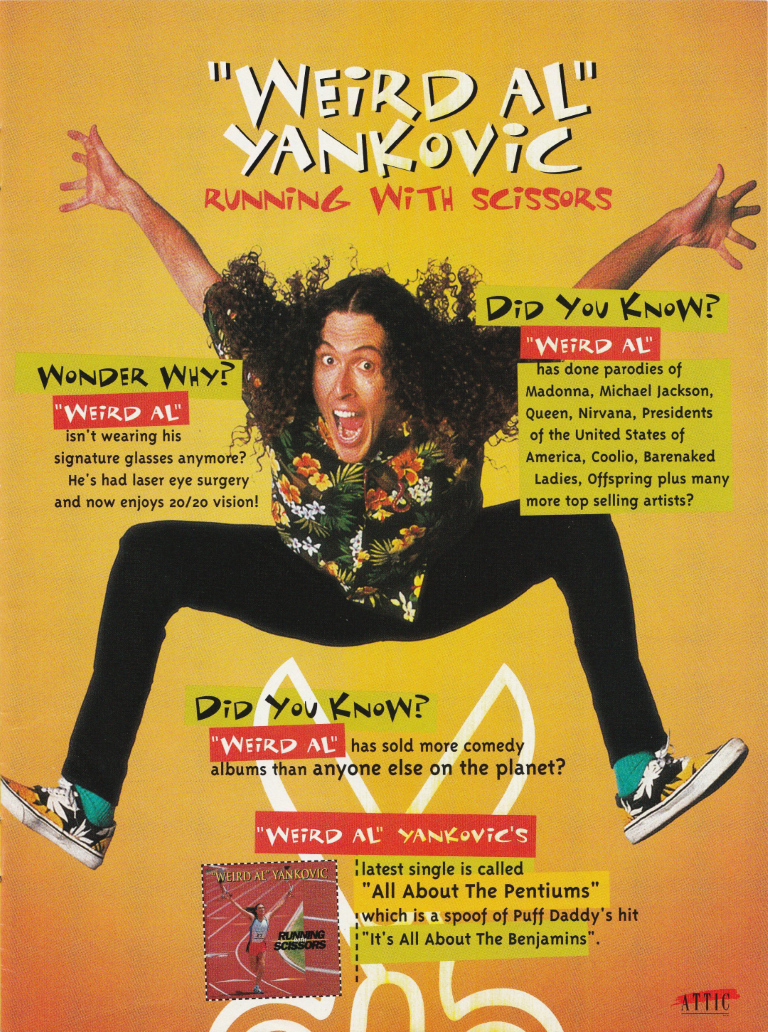 "WEiRD AL"
YANKOViC
RUNNiNG WiTH SCiSSORS
DiD YOU KNOW?
"WEiRD AL"
has done parodies of
Madonna, Michael Jackson,
Queen, Nirvana, Presidents
of the United States of
America, Coolio, Barenaked
Ladies, Offspring plus many
more top selling artists?
WONDER WHY?
"WEiRD AL"
isn't wearing his
signature glasses anymore?
He's had laser eye surgery
and now enjoys 20/20 vision!
DiD YOU KNOW?
"WEiRD AL" has sold more comedy
albums than anyone else on the planet?
"WEiRD AL" YANKOViC'S
latest single is called
"All About The Pentiums"
which is a spoof of Puff Daddy's hit
"It's All About The Benjamins".
"WEIRD AL" YANKOVIC
RUNNING
with
SCISSORS
ATTIC